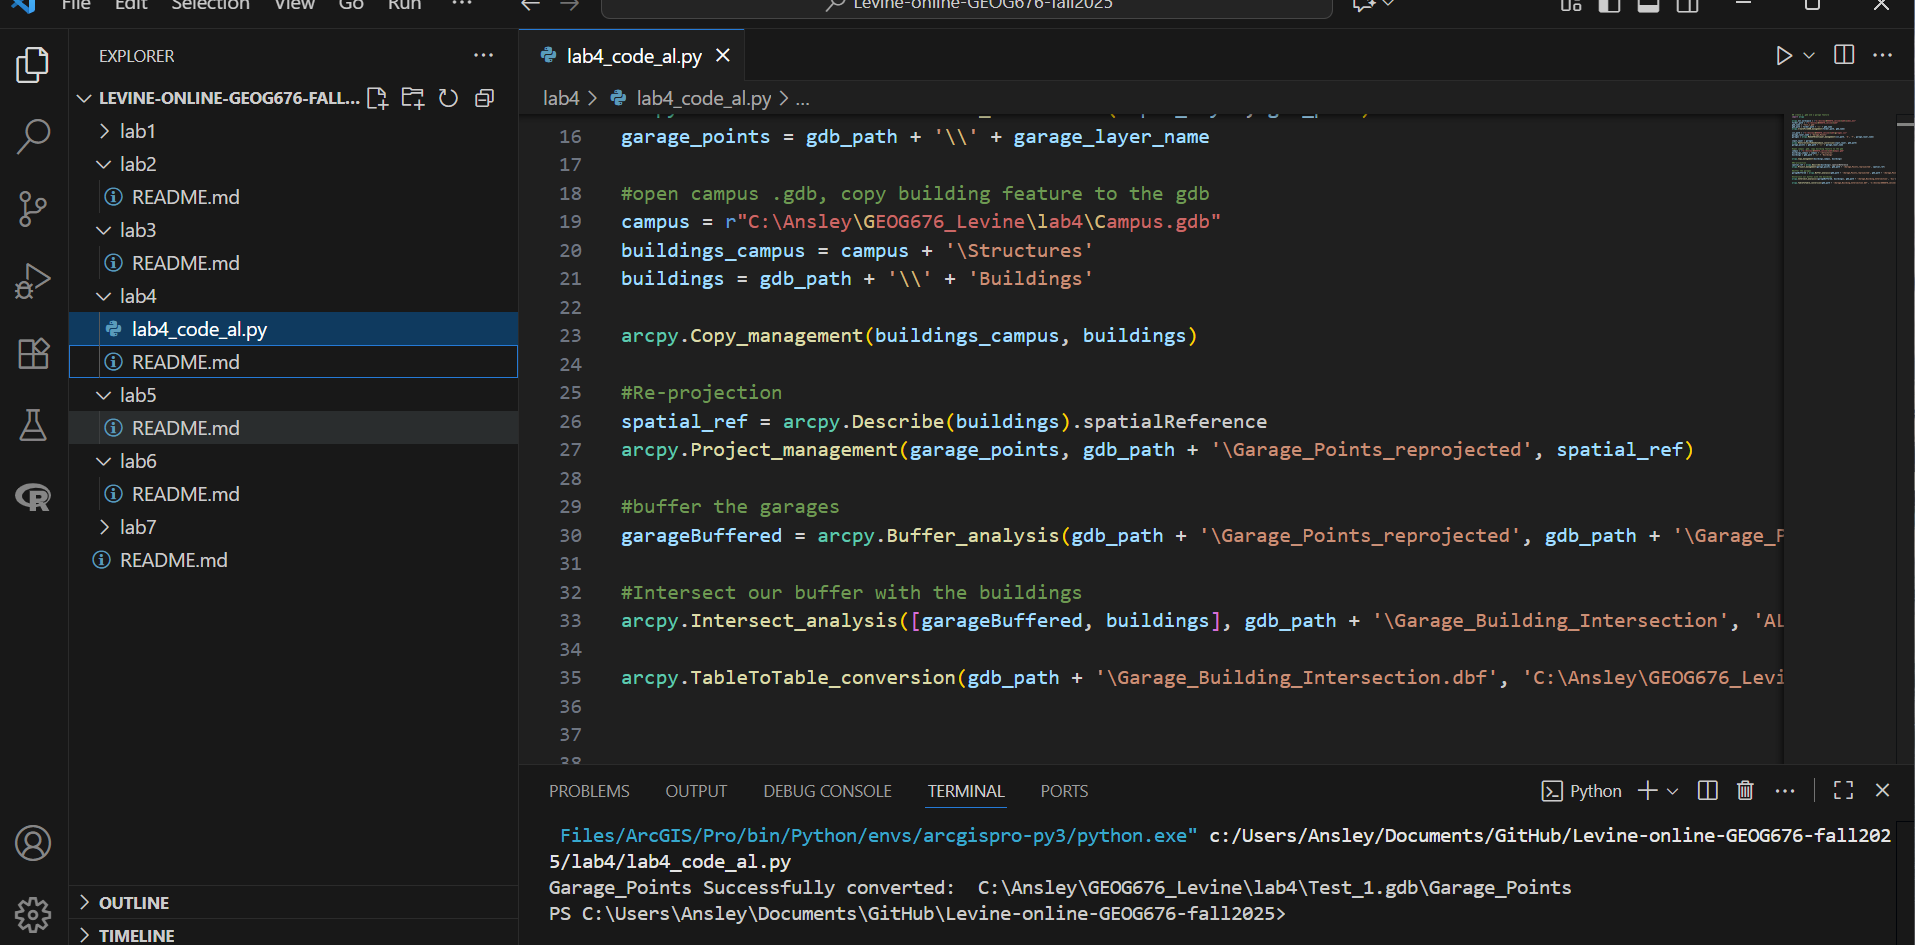 File Edit Selection View Go Run ... Levine-online-GEOG676-fall2025
EXPLORER
LEVINE-ONLINE-GEOG676-FALL...
lab1
lab2
README.md
lab3
README.md
lab4
lab4_code_al.py
README.md
lab5
README.md
lab6
README.md
lab7
README.md
OUTLINE
TIMELINE
lab4_code_al.py
lab4 > lab4_code_al.py > ...
16 garage_points = gdb_path + '\\' + garage_layer_name
17
18 #open campus .gdb, copy building feature to the gdb
19 campus = r"C:\Ansley\GEOG676_Levine\lab4\Campus.gdb"
20 buildings_campus = campus + '\Structures'
21 buildings = gdb_path + '\\' + 'Buildings'
22
23 arcpy.Copy_management(buildings_campus, buildings)
24
25 #Re-projection
26 spatial_ref = arcpy.Describe(buildings).spatialReference
27 arcpy.Project_management(garage_points, gdb_path + '\Garage_Points_reprojected', spatial_ref)
28
29 #buffer the garages
30 garageBuffered = arcpy.Buffer_analysis(gdb_path + '\Garage_Points_reprojected', gdb_path + '\Garage_P
31
32 #Intersect our buffer with the buildings
33 arcpy.Intersect_analysis([garageBuffered, buildings], gdb_path + '\Garage_Building_Intersection', 'AL
34
35 arcpy.TableToTable_conversion(gdb_path + '\Garage_Building_Intersection.dbf', 'C:\Ansley\GEOG676_Levi
36
37
38
PROBLEMS OUTPUT DEBUG CONSOLE TERMINAL PORTS Python
Files/ArcGIS/Pro/bin/Python/envs/arcgispro-py3/python.exe" c:/Users/Ansley/Documents/GitHub/Levine-online-GEOG676-fall202
5/lab4/lab4_code_al.py
Garage_Points Successfully converted:  C:\Ansley\GEOG676_Levine\lab4\Test_1.gdb\Garage_Points
PS C:\Users\Ansley\Documents\GitHub\Levine-online-GEOG676-fall2025>